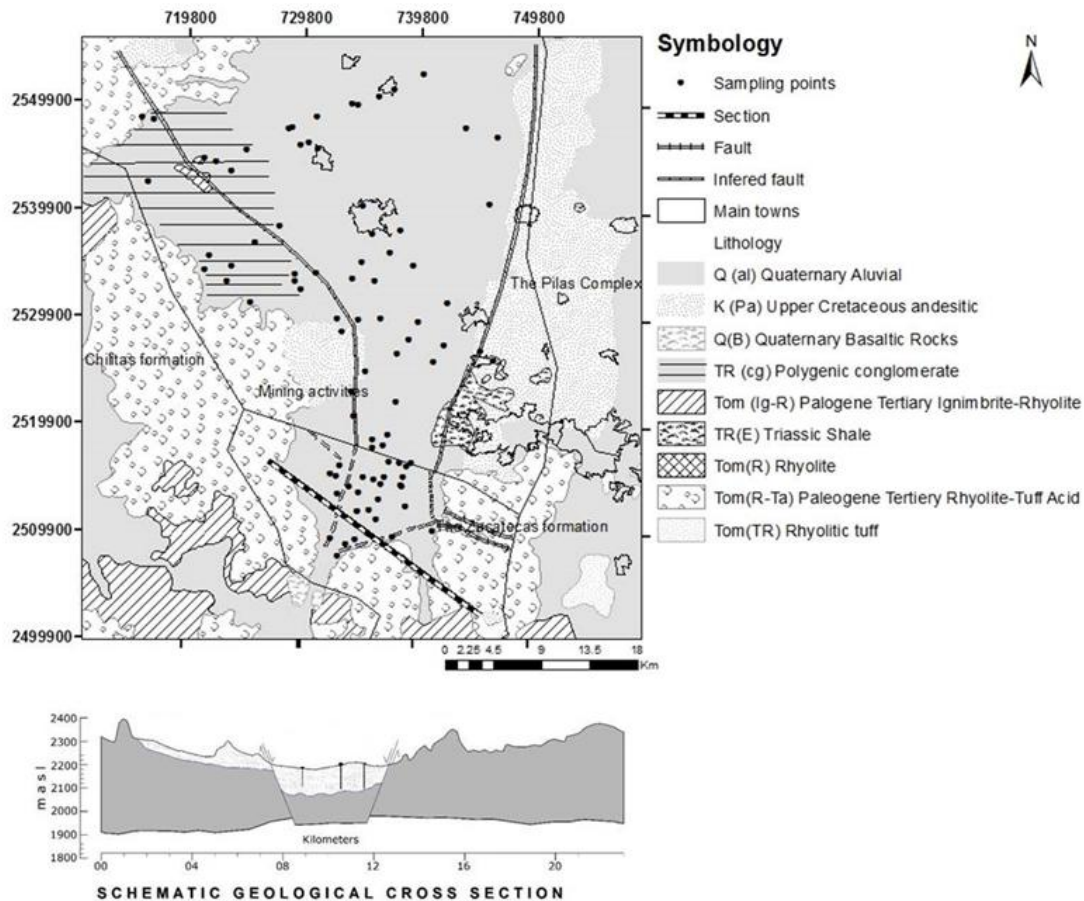 719800 729800 739800 749800
2549900
2539900
2529900
2519900
2509900
2499900
The Pilas Complex
Chilitas formation
Mining activities
The Zacatecas formation
0 2.25 4.5 9 13.5 18
Km
Symbology
Sampling points
Section
Fault
Infered fault
Main towns
Lithology
Q (al) Quaternary Aluvial
K (Pa) Upper Cretaceous andesitic
Q(B) Quaternary Basaltic Rocks
TR (cg) Polygenic conglomerate
Tom (Ig-R) Palogene Tertiary Ignimbrite-Rhyolite
TR(E) Triassic Shale
Tom(R) Rhyolite
Tom(R-Ta) Paleogene Tertiary Rhyolite-Tuff Acid
Tom(TR) Rhyolitic tuff
N
masl
2400
2300
2200
2100
2000
1900
1800
Kilometers
00 04 08 12 16 20
SCHEMATIC GEOLOGICAL CROSS SECTION